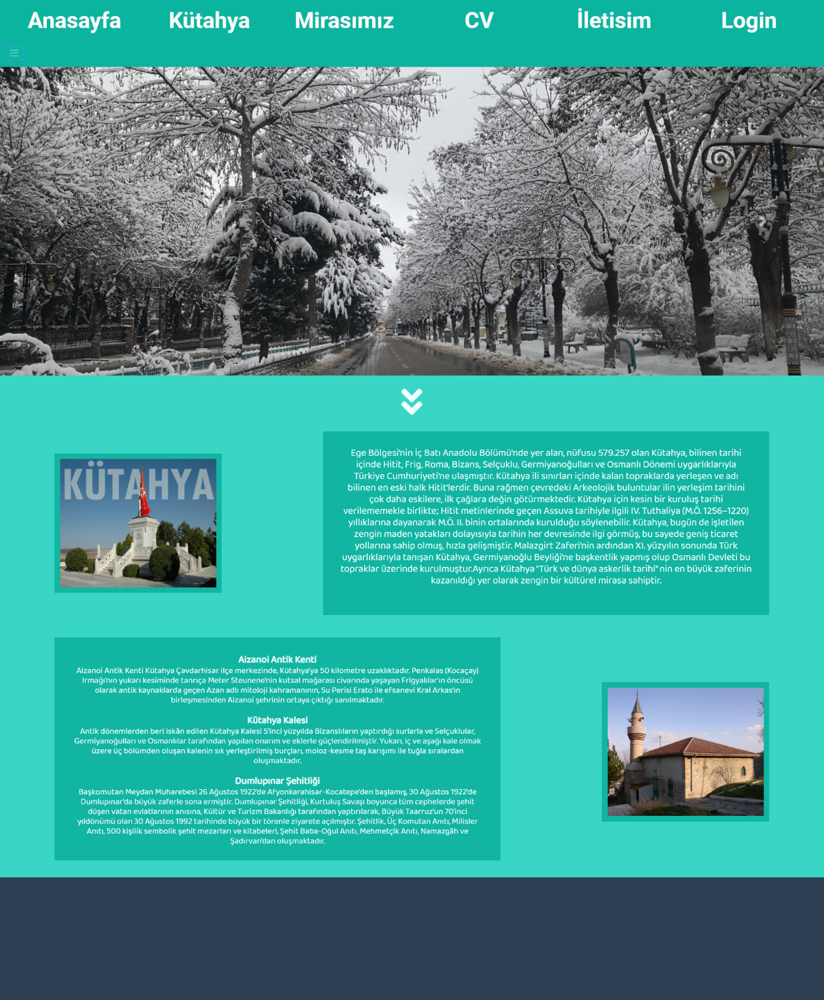 Anasayfa Kütahya Mirasımız CV İletisim Login
Ege Bölgesi'nin İç Batı Anadolu Bölümü'nde yer alan, nüfusu 579.257 olan Kütahya, bilinen tarihi
içinde Hitit, Frig, Roma, Bizans, Selçuklu, Germiyanoğulları ve Osmanlı Dönemi uygarlıklarıyla
Türkiye Cumhuriyeti'ne ulaşmıştır. Kütahya ili sınırları içinde kalan topraklarda yerleşen ve adı
bilinen en eski halk Hitit'lerdir. Buna rağmen çevredeki Arkeolojik buluntular ilin yerleşim tarihini
çok daha eskilere, ilk çağlara değin götürmektedir. Kütahya için kesin bir kuruluş tarihi
verilememekle birlikte; Hitit metinlerinde geçen Assuva tarihiyle ilgili IV. Tuthaliya (M.Ö. 1256–1220)
yıllıklarına dayanarak M.Ö. II. binin ortalarında kurulduğu söylenebilir. Kütahya, bugün de işletilen
zengin maden yatakları dolayısıyla tarihin her devresinde ilgi görmüş, bu sayede geniş ticaret
yollarına sahip olmuş, hızla gelişmiştir. Malazgirt Zaferi'nin ardından XI. yüzyılın sonunda Türk
uygarlıklarıyla tanışan Kütahya, Germiyanoğlu Beyliği'ne başkentlik yapmış olup Osmanlı Devleti bu
topraklar üzerinde kurulmuştur.Ayrıca Kütahya "Türk ve dünya askerlik tarihi" nin en büyük zaferinin
kazanıldığı yer olarak zengin bir kültürel mirasa sahiptir.
KÜTAHYA
Aizanoi Antik Kenti
Aizanoi Antik Kenti Kütahya Çavdarhisar ilçe merkezinde, Kütahya'ya 50 kilometre uzaklıktadır. Penkalas (Kocaçay)
Irmağı'nın yukarı kesiminde tanrıça Meter Steunene'nin kutsal mağarası civarında yaşayan Frigyalılar'ın öncüsü
olarak antik kaynaklarda geçen Azan adlı mitoloji kahramanının, Su Perisi Erato ile efsanevi Kral Arkas'ın
birleşmesinden Aizanoi şehrinin ortaya çıktığı sanılmaktadır.
Kütahya Kalesi
Antik dönemlerden beri iskân edilen Kütahya Kalesi 5'inci yüzyılda Bizanslıların yaptırdığı surlarla ve Selçuklular,
Germiyanoğulları ve Osmanlılar tarafından yapılan onarım ve eklerle güçlendirilmiştir. Yukarı, iç ve aşağı kale olmak
üzere üç bölümden oluşan kalenin sık yerleştirilmiş burçları, moloz-kesme taş karışımı ile tuğla sıralardan
oluşmaktadır.
Dumlupınar Şehitliği
Başkomutan Meydan Muharebesi 26 Ağustos 1922'de Afyonkarahisar-Kocatepe'den başlamış, 30 Ağustos 1922'de
Dumlupınar'da büyük zaferle sona ermiştir. Dumlupınar Şehitliği, Kurtuluş Savaşı boyunca tüm cephelerde şehit
düşen vatan evlatlarının anısına, Kültür ve Turizm Bakanlığı tarafından yaptırılarak, Büyük Taarruz'un 70'inci
yıldönümü olan 30 Ağustos 1992 tarihinde büyük bir törenle ziyarete açılmıştır. Şehitlik, Üç Komutan Anıtı, Milisler
Anıtı, 500 kişilik sembolik şehit mezarları ve kitabeleri, Şehit Baba-Oğul Anıtı, Mehmetçik Anıtı, Namazgâh ve
Şadırvan'dan oluşmaktadır.